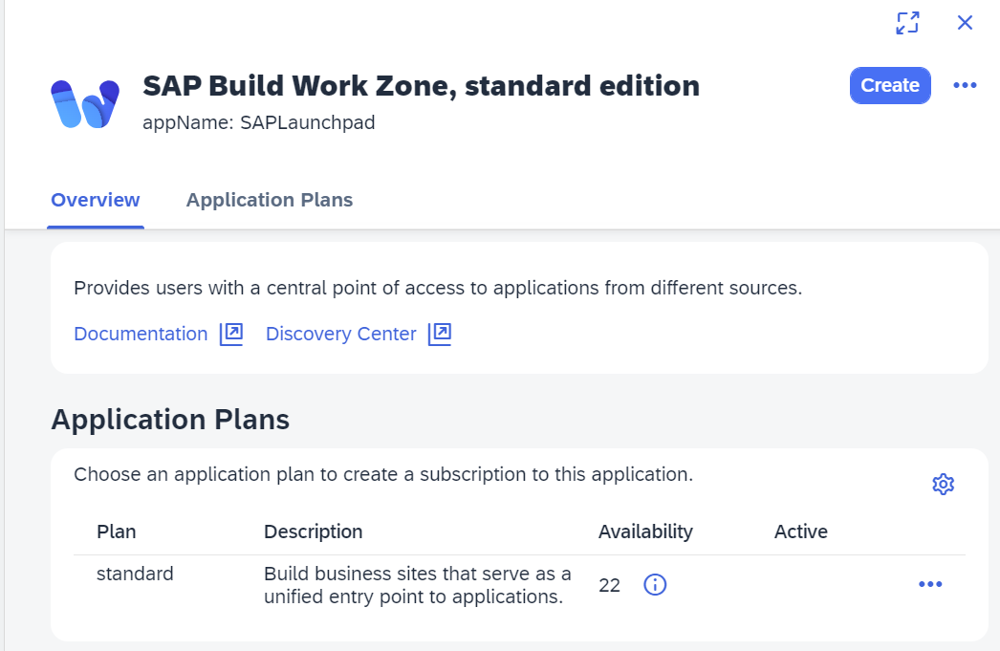 SAP Build Work Zone, standard edition
Create
appName: SAPLaunchpad
Overview
Application Plans
Provides users with a central point of access to applications from different sources.
Documentation
Discovery Center
Application Plans
Choose an application plan to create a subscription to this application.
Plan
Description
Availability
Active
standard
Build business sites that serve as a
unified entry point to applications.
22